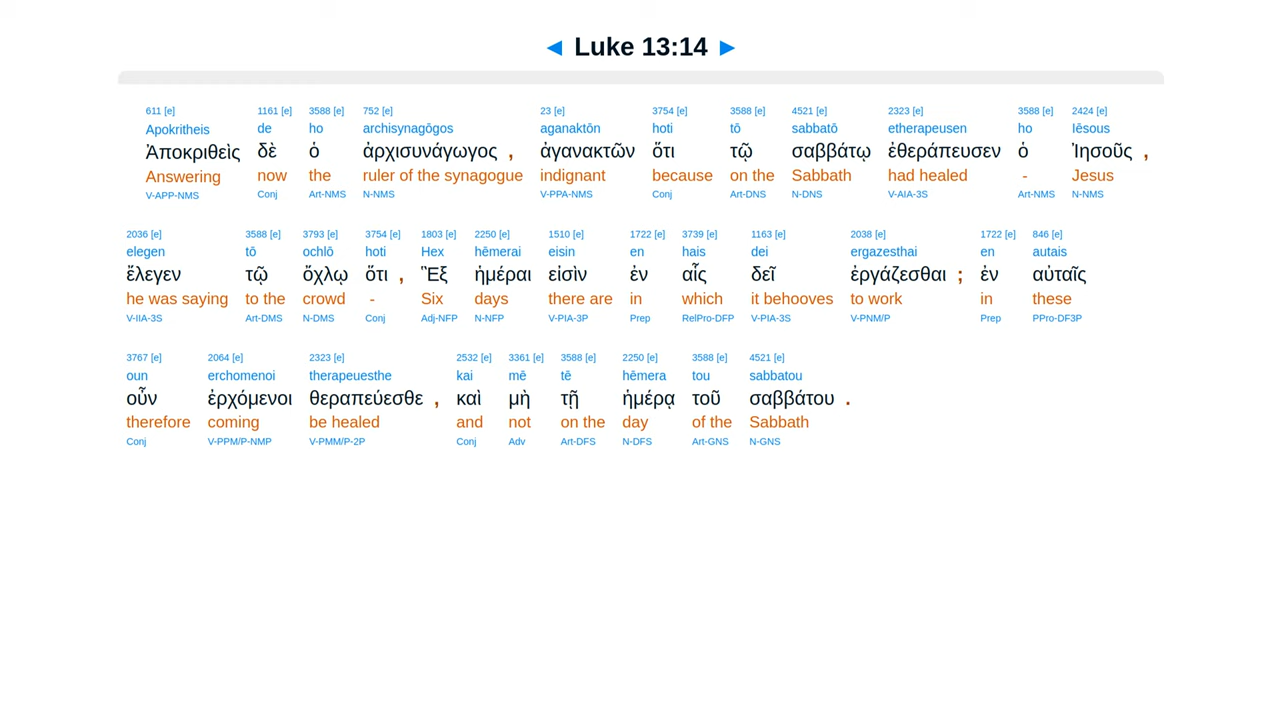 ◄ Luke 13:14 ►
611 [e] 1161 [e] 3588 [e] 752 [e] 23 [e] 3754 [e] 3588 [e] 4521 [e] 2323 [e] 3588 [e] 2424 [e]
Apokritheis de ho archisynagōgos aganaktōn hoti tō sabbatō etherapeusen ho Iēsous
Ἀποκριθεὶς δὲ ὁ ἀρχισυνάγωγος , ἀγανακτῶν ὅτι τῷ σαββάτῳ ἐθεράπευσεν ὁ Ἰησοῦς ,
Answering now the ruler of the synagogue indignant because on the Sabbath had healed - Jesus
V-APP-NMS Conj Art-NMS N-NMS V-PPA-NMS Conj Art-DNS N-DNS V-AIA-3S Art-NMS N-NMS
2036 [e] 3588 [e] 3793 [e] 3754 [e] 1803 [e] 2250 [e] 1510 [e] 1722 [e] 3739 [e] 1163 [e] 2038 [e] 1722 [e] 846 [e]
elegen tō ochlō hoti Hex hēmerai eisin en hais dei ergazesthai en autais
ἔλεγεν τῷ ὄχλῳ ὅτι , Ἓξ ἡμέραι εἰσὶν ἐν αἷς δεῖ ἐργάζεσθαι ; ἐν αὐταῖς
he was saying to the crowd - Six days there are in which it behooves to work in these
V-IIA-3S Art-DMS N-DMS Conj Adj-NFP N-NFP V-PIA-3P Prep RelPro-DFP V-PIA-3S V-PNM/P Prep PPro-DF3P
3767 [e] 2064 [e] 2323 [e] 2532 [e] 3361 [e] 3588 [e] 2250 [e] 3588 [e] 4521 [e]
oun erchomenoi therapeuesthe kai mē tē hēmera tou sabbatou
οὖν ἐρχόμενοι θεραπεύεσθε , καὶ μὴ τῇ ἡμέρᾳ τοῦ σαββάτου .
therefore coming be healed and not on the day of the Sabbath
Conj V-PPM/P-NMP V-PMM/P-2P Conj Adv Art-DFS N-DFS Art-GNS N-GNS